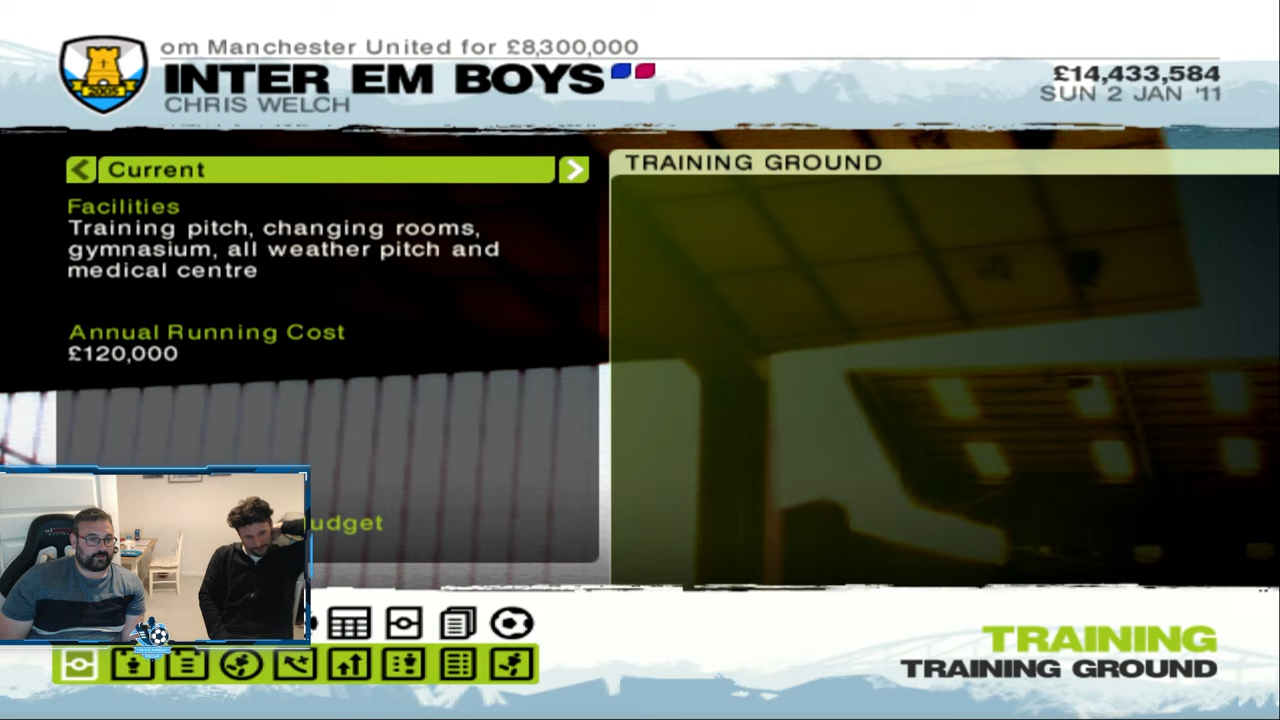 om Manchester United for £8,300,000
INTER EM BOYS
CHRIS WELCH
£14,433,584
SUN 2 JAN '11
2005
Current
TRAINING GROUND
Facilities
Training pitch, changing rooms,
gymnasium, all weather pitch and
medical centre
Annual Running Cost
£120,000
udget
TRAINING
TRAINING GROUND